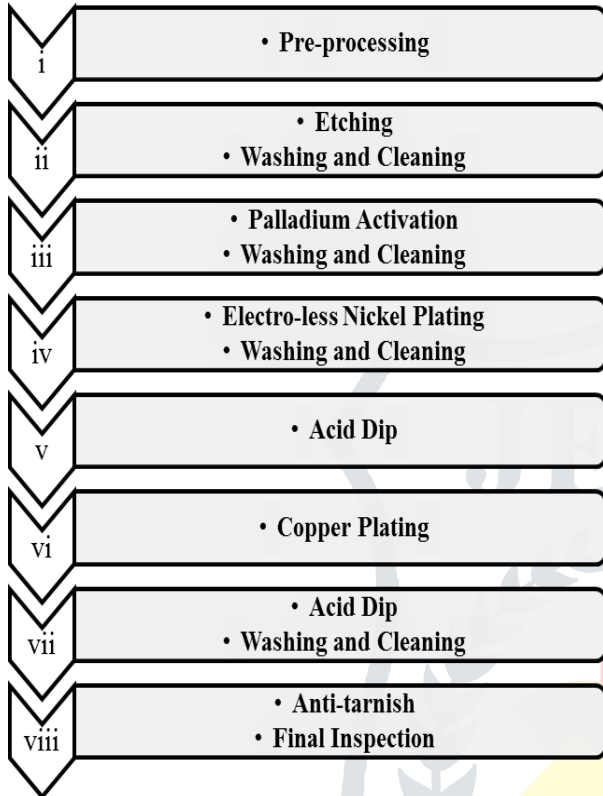 i
• Pre-processing
ii
• Etching
• Washing and Cleaning
iii
• Palladium Activation
• Washing and Cleaning
iv
• Electro-less Nickel Plating
• Washing and Cleaning
v
• Acid Dip
vi
• Copper Plating
vii
• Acid Dip
• Washing and Cleaning
viii
• Anti-tarnish
• Final Inspection